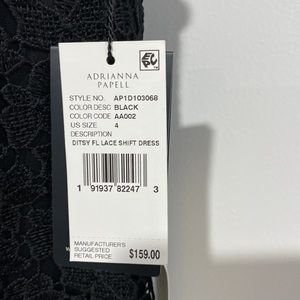 ADRIANNA
PAPELL
STYLE NO. AP1D103068
COLOR DESC BLACK
COLOR CODE AA002
US SIZE 4
DESCRIPTION
DITSY FL LACE SHIFT DRESS
1 91937 82247 3
MANUFACTURER'S
SUGGESTED
RETAIL PRICE $159.00